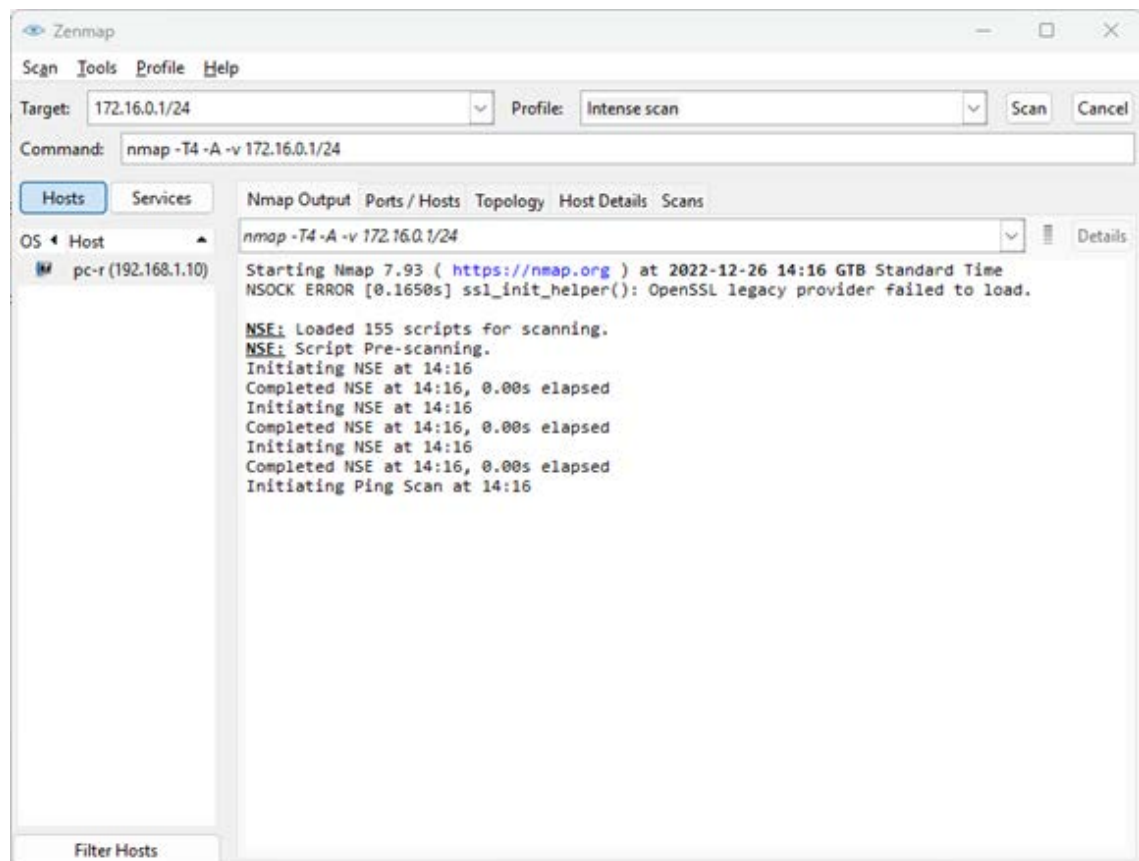 Zenmap
Scan Tools Profile Help
Target: 172.16.0.1/24 Profile: Intense scan Scan Cancel
Command: nmap -T4 -A -v 172.16.0.1/24
Hosts Services Nmap Output Ports / Hosts Topology Host Details Scans
OS Host nmap -T4 -A -v 172.16.0.1/24 Details
pc-r (192.168.1.10)
Starting Nmap 7.93 ( https://nmap.org ) at 2022-12-26 14:16 GTB Standard Time
NSOCK ERROR [0.1650s] ssl_init_helper(): OpenSSL legacy provider failed to load.
NSE: Loaded 155 scripts for scanning.
NSE: Script Pre-scanning.
Initiating NSE at 14:16
Completed NSE at 14:16, 0.00s elapsed
Initiating NSE at 14:16
Completed NSE at 14:16, 0.00s elapsed
Initiating NSE at 14:16
Completed NSE at 14:16, 0.00s elapsed
Initiating Ping Scan at 14:16
Filter Hosts